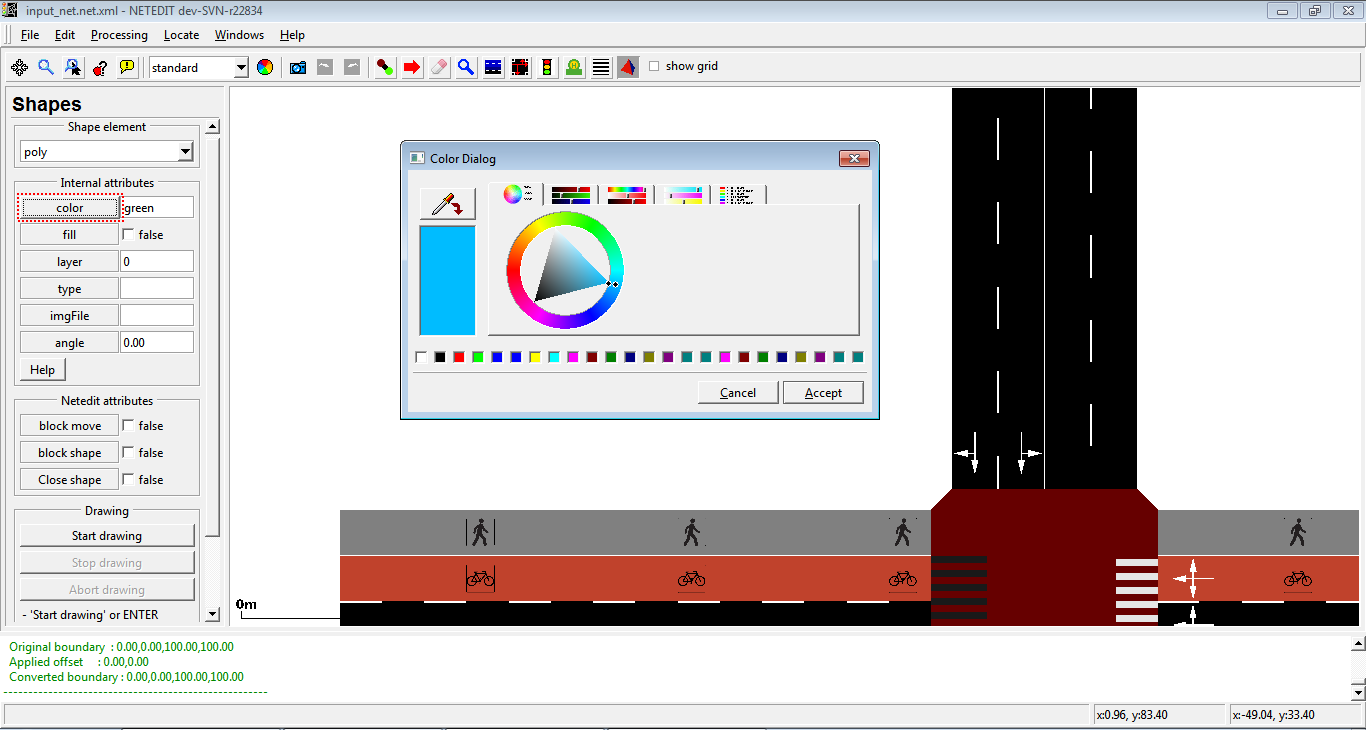 input_net.net.xml - NETEDIT dev-SVN-r22834
File Edit Processing Locate Windows Help
standard show grid
Shapes
Shape element
poly
Internal attributes
color green
fill false
layer 0
type
imgFile
angle 0.00
Help
Netedit attributes
block move false
block shape false
Close shape false
Drawing
Start drawing
Stop drawing
Abort drawing
- 'Start drawing' or ENTER
Color Dialog
Cancel Accept
0m
Original boundary : 0.00,0.00,100.00,100.00
Applied offset : 0.00,0.00
Converted boundary : 0.00,0.00,100.00,100.00
x:0.96, y:83.40 x:-49.04, y:33.40